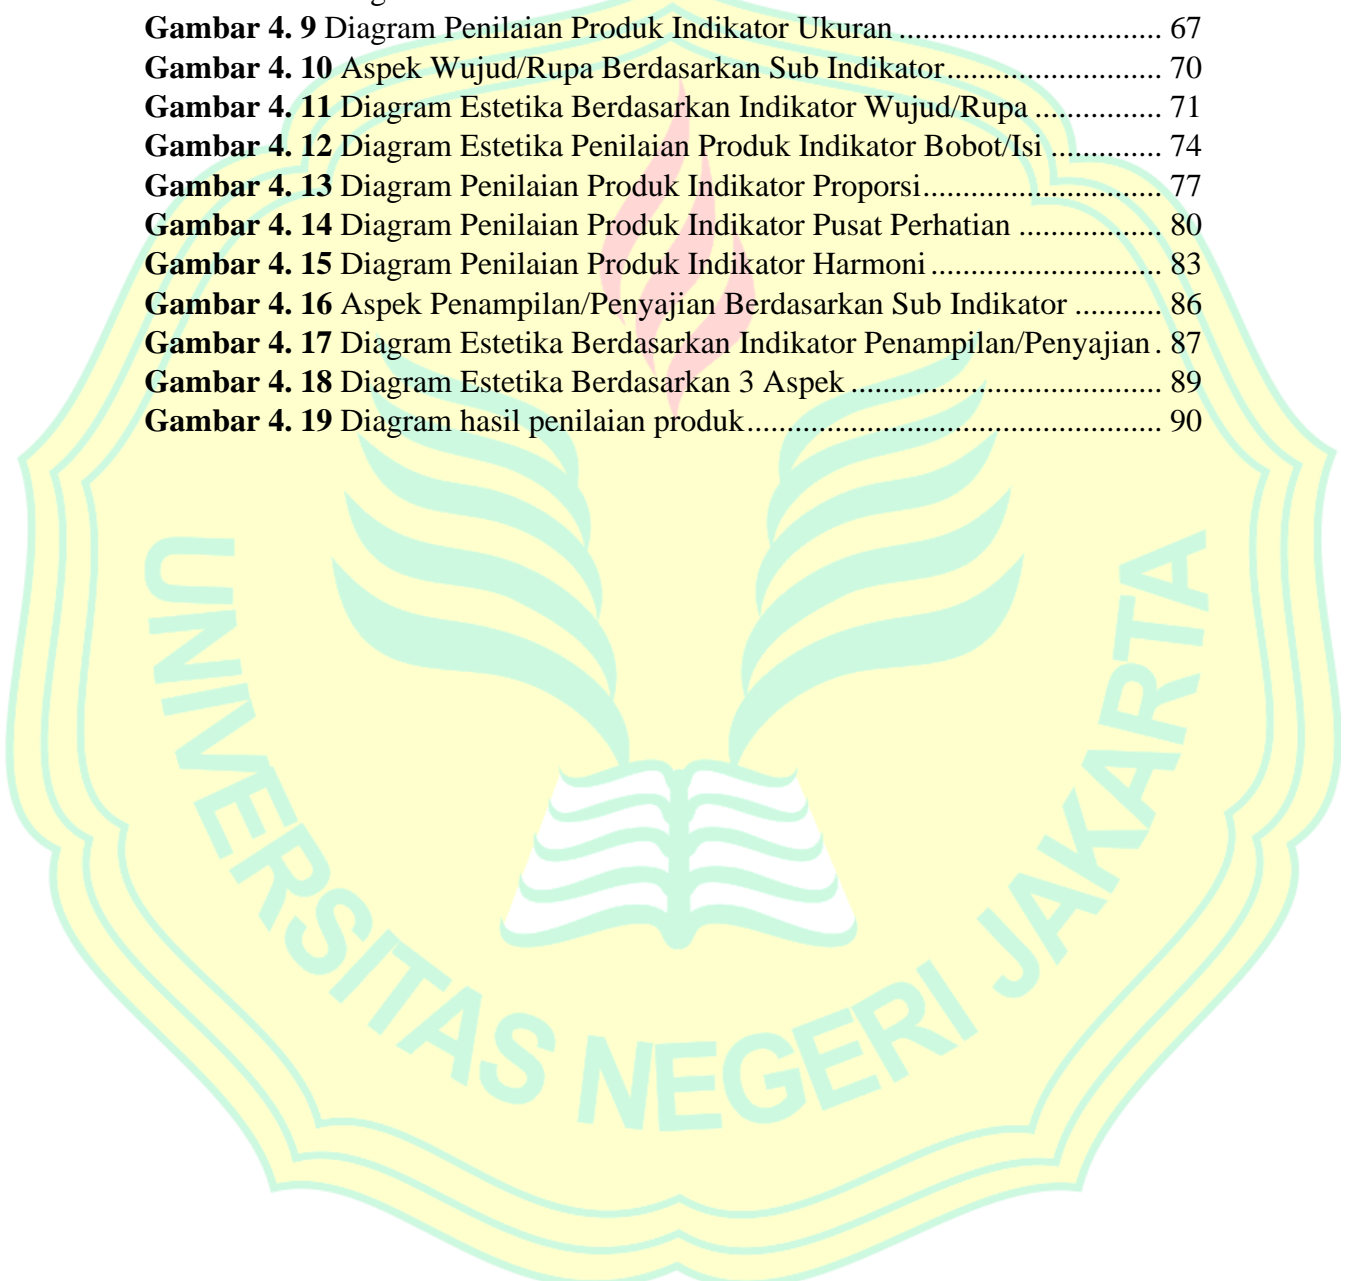 Gambar 4. 9 Diagram Penilaian Produk Indikator Ukuran ................................. 67
Gambar 4. 10 Aspek Wujud/Rupa Berdasarkan Sub Indikator........................... 70
Gambar 4. 11 Diagram Estetika Berdasarkan Indikator Wujud/Rupa ................ 71
Gambar 4. 12 Diagram Estetika Penilaian Produk Indikator Bobot/Isi .............. 74
Gambar 4. 13 Diagram Penilaian Produk Indikator Proporsi.............................. 77
Gambar 4. 14 Diagram Penilaian Produk Indikator Pusat Perhatian .................. 80
Gambar 4. 15 Diagram Penilaian Produk Indikator Harmoni ............................. 83
Gambar 4. 16 Aspek Penampilan/Penyajian Berdasarkan Sub Indikator ........... 86
Gambar 4. 17 Diagram Estetika Berdasarkan Indikator Penampilan/Penyajian . 87
Gambar 4. 18 Diagram Estetika Berdasarkan 3 Aspek ....................................... 89
Gambar 4. 19 Diagram hasil penilaian produk.................................................... 90
UNIVERSITAS NEGERI JAKARTA